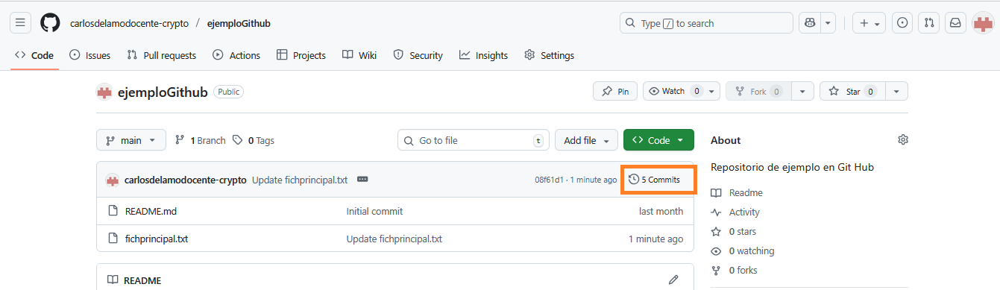 carlosdelamodocente-crypto / ejemploGithub Type / to search
Code Issues Pull requests Actions Projects Wiki Security Insights Settings
ejemploGithub Public Pin Watch 0 Fork 0 Star 0
main 1 Branch 0 Tags Go to file t Add file Code
carlosdelamodocente-crypto Update fichprincipal.txt 08f61d1 · 1 minute ago 5 Commits
README.md Initial commit last month
fichprincipal.txt Update fichprincipal.txt 1 minute ago
README
About
Repositorio de ejemplo en Git Hub
Readme
Activity
0 stars
0 watching
0 forks